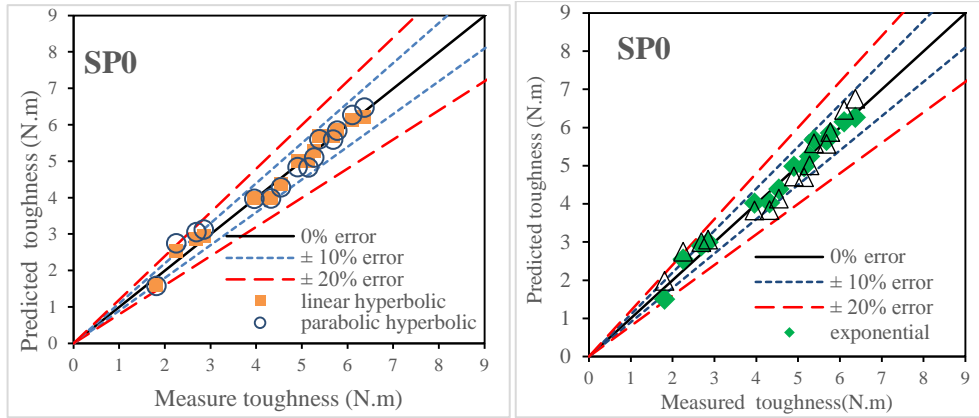 SP0
Predicted toughness (N.m)
9
8
7
6
5
4
3
2
1
0
0% error
± 10% error
± 20% error
linear hyperbolic
parabolic hyperbolic
0 1 2 3 4 5 6 7 8 9
Measure toughness (N.m)
SP0
Predicted toughness (N.m)
9
8
7
6
5
4
3
2
1
0
0% error
± 10% error
± 20% error
exponential
0 1 2 3 4 5 6 7 8 9
Measured toughness(N.m)